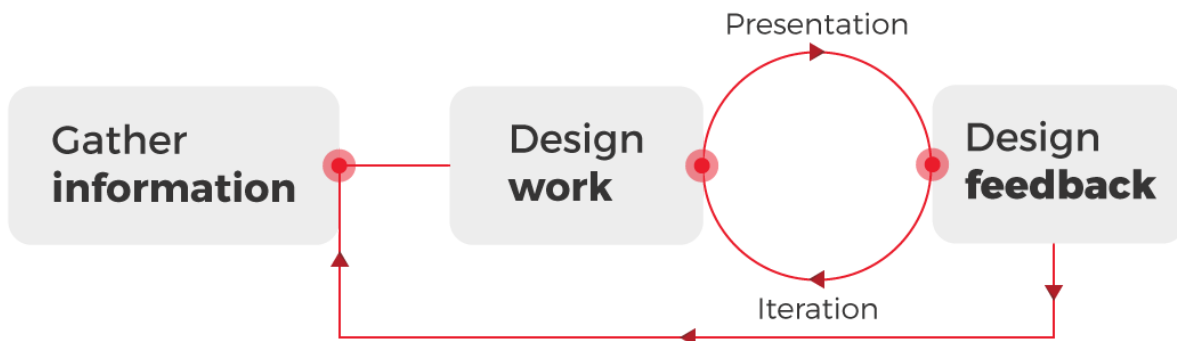 Presentation
Gather
information
Design
work
Design
feedback
Iteration